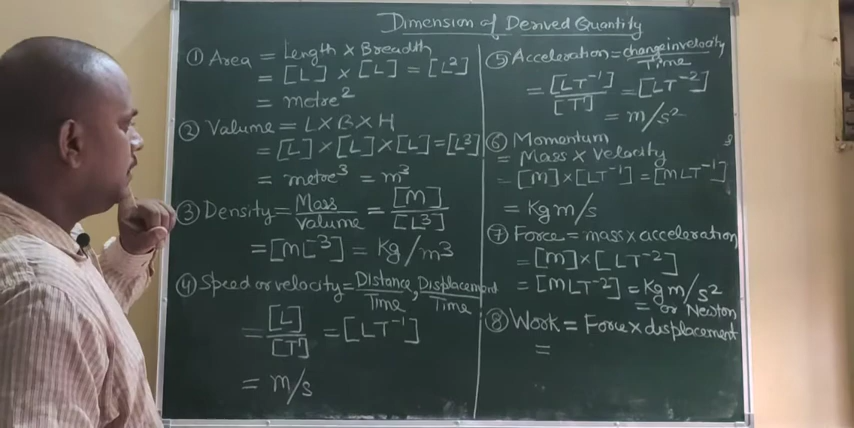 Dimension of Derived Quantity
① Area = Length × Breadth
= [L] × [L] = [L²]
= metre²
② Valume = L×B×H
= [L] × [L] × [L] = [L³]
= metre³ = m³
③ Density = Mass/Valume = [M]/[L³]
= [ML⁻³] = Kg/m³
④ Speed or velocity = Distance/Time, Displacement/Time
= [L]/[T] = [LT⁻¹]
= m/s
⑤ Acceleration = change in velocity/Time
= [LT⁻¹]/[T] = [LT⁻²]
= m/s²
⑥ Momentum
= Mass × velocity
= [M] × [LT⁻¹] = [MLT⁻¹]
= Kg m/s
⑦ Force = mass × acceleration
= [M] × [LT⁻²]
= [MLT⁻²] = Kg m/s²
= or Newton
⑧ Work = Force × displacement
=